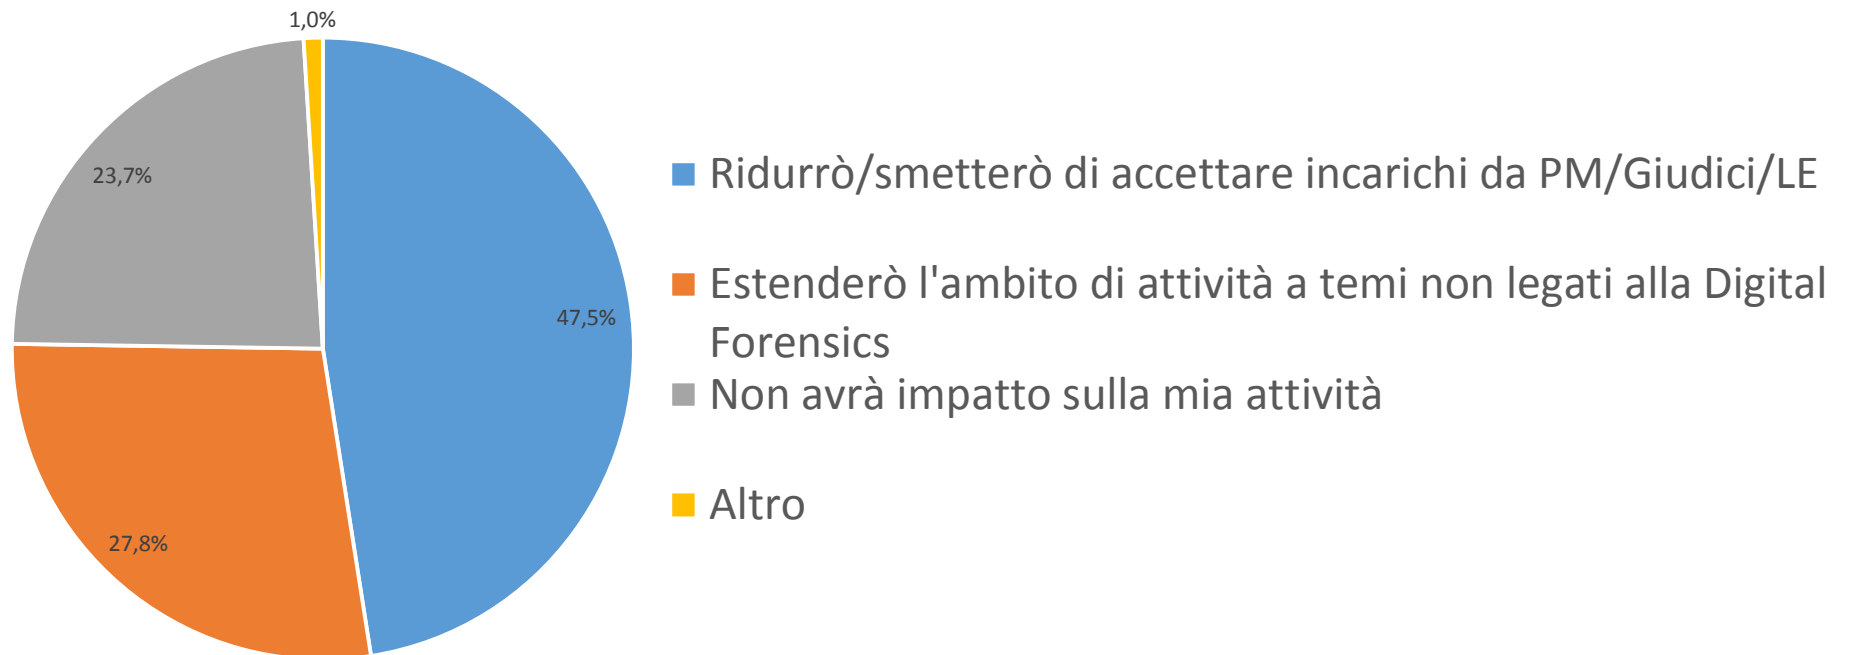 1,0%
23,7%
47,5%
27,8%
Ridurrò/smetterò di accettare incarichi da PM/Giudici/LE
Estenderò l'ambito di attività a temi non legati alla Digital
Forensics
Non avrà impatto sulla mia attività
Altro